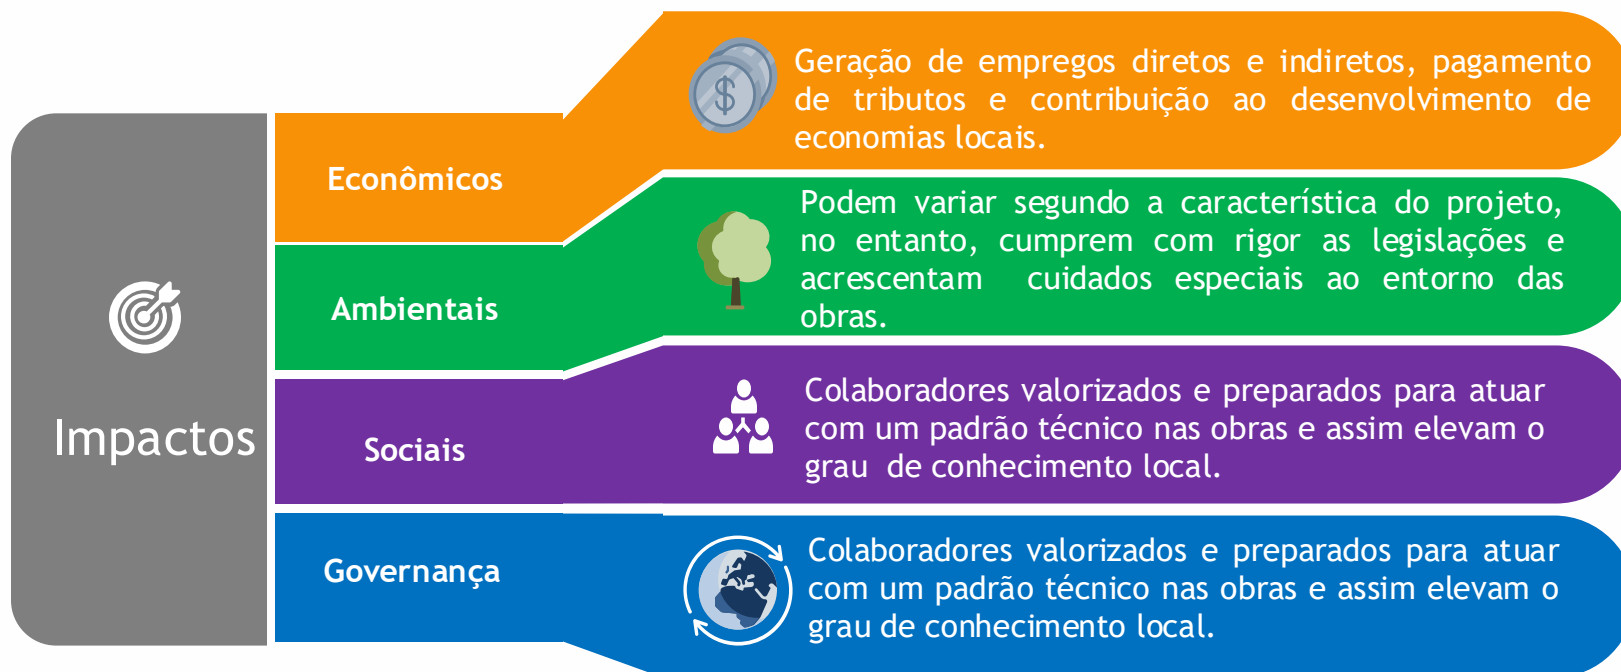 Impactos
Econômicos
Geração de empregos diretos e indiretos, pagamento
de tributos e contribuição ao desenvolvimento de
economias locais.
Ambientais
Podem variar segundo a característica do projeto,
no entanto, cumprem com rigor as legislações e
acrescentam cuidados especiais ao entorno das
obras.
Sociais
Colaboradores valorizados e preparados para atuar
com um padrão técnico nas obras e assim elevam o
grau de conhecimento local.
Governança
Colaboradores valorizados e preparados para atuar
com um padrão técnico nas obras e assim elevam o
grau de conhecimento local.